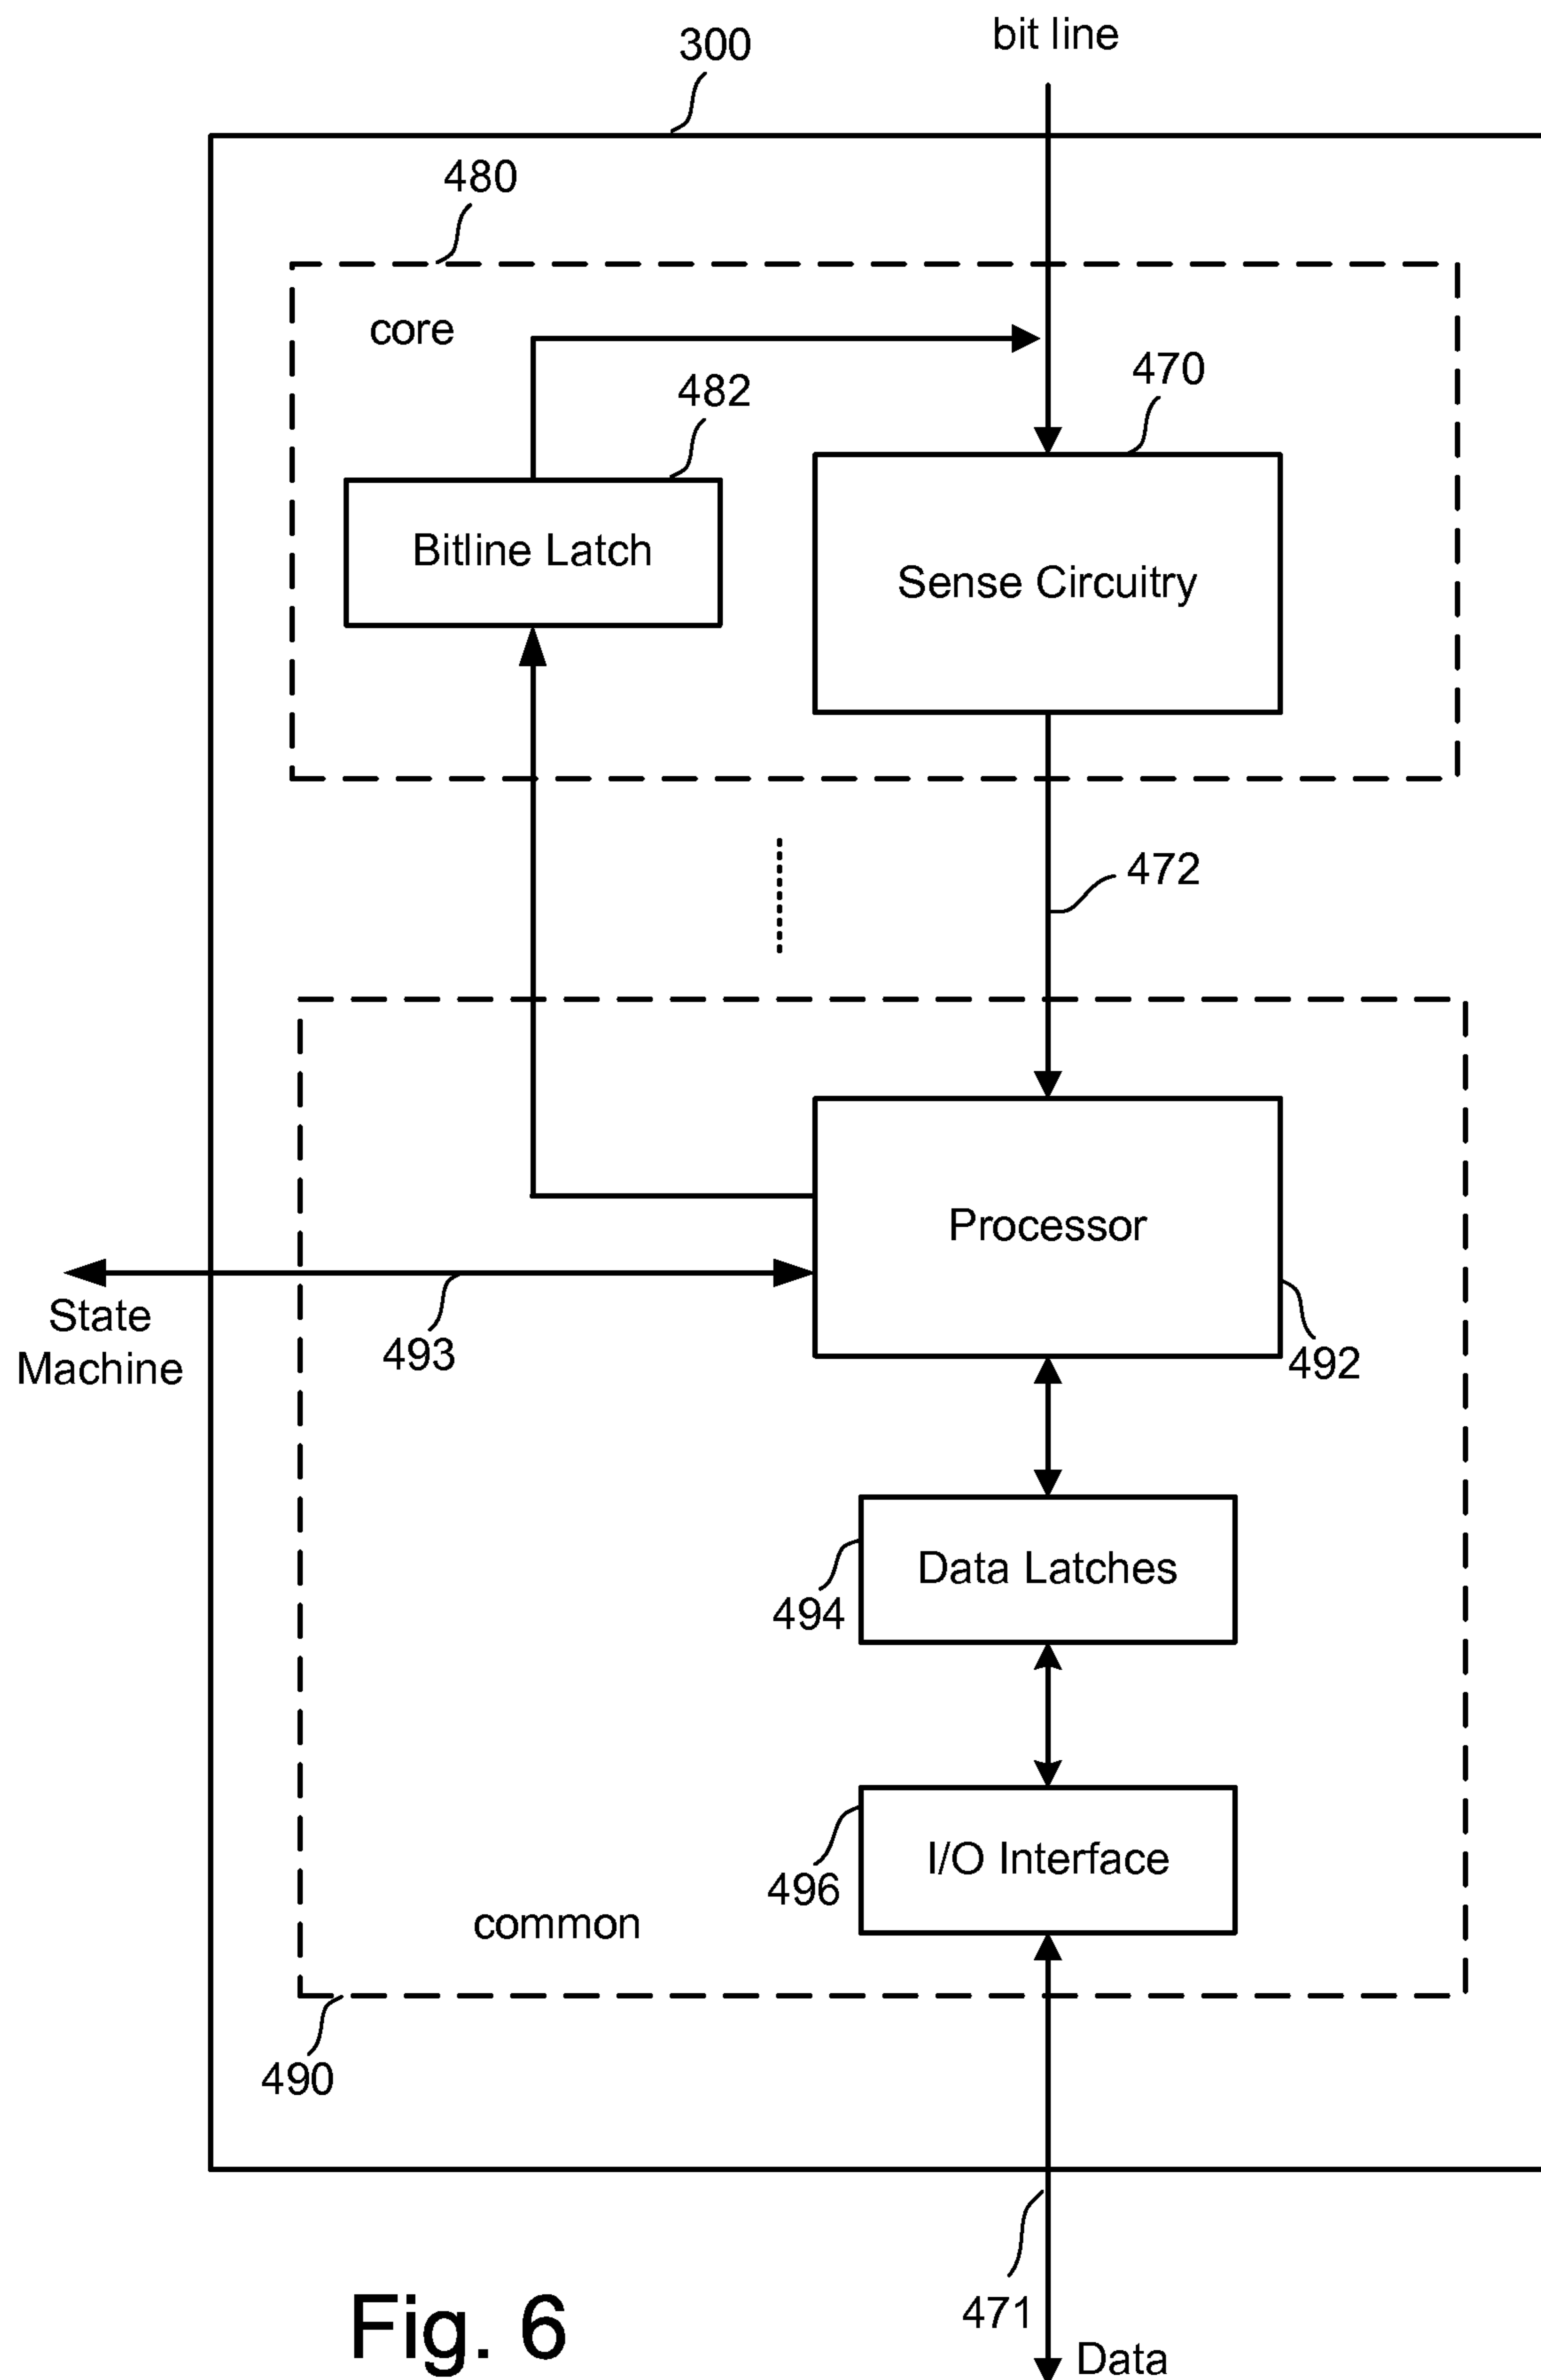 bit line
300
480
core
470
482
Bitline Latch
Sense Circuitry
472
Processor
State
Machine
493
492
Data Latches
494
I/O Interface
496
common
490
471
Fig. 6
Data